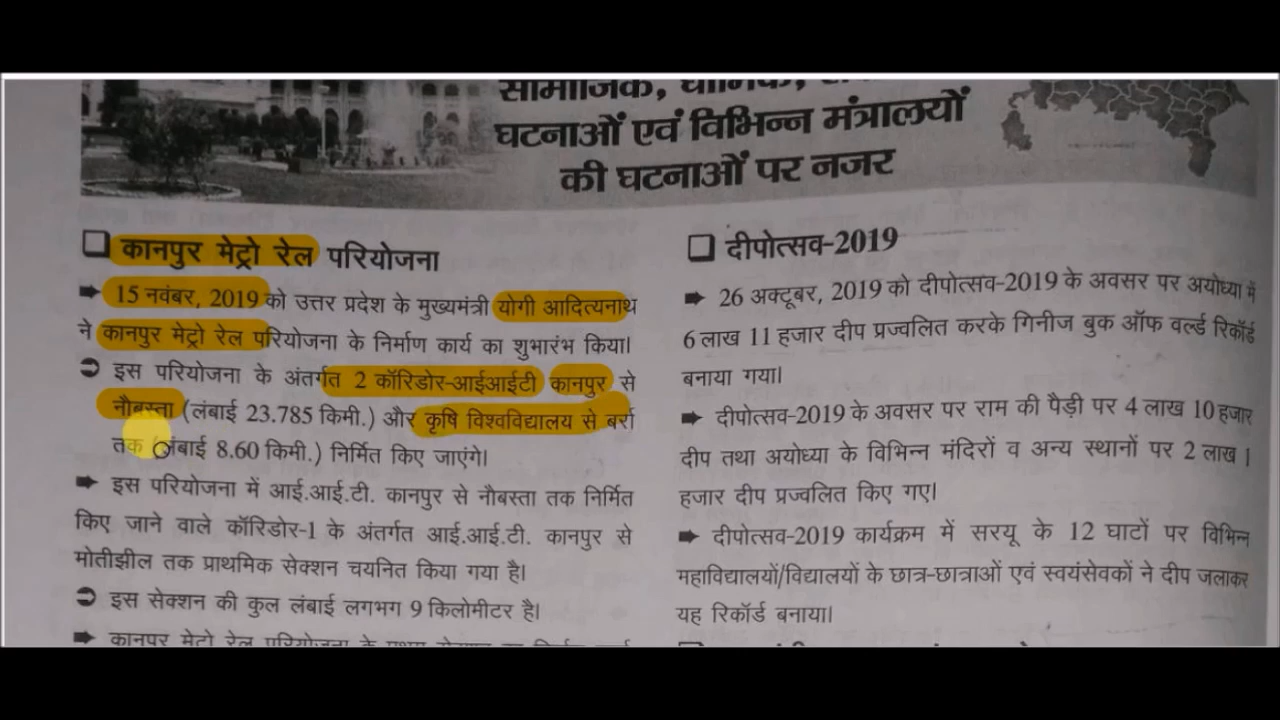 सामाजिक, धार्मिक,
घटनाओं एवं विभिन्न मंत्रालयों
की घटनाओं पर नजर
❑ कानपुर मेट्रो रेल परियोजना
➡ 15 नवंबर, 2019 को उत्तर प्रदेश के मुख्यमंत्री योगी आदित्यनाथ
ने कानपुर मेट्रो रेल परियोजना के निर्माण कार्य का शुभारंभ किया।
➲ इस परियोजना के अंतर्गत 2 कॉरिडोर-आईआईटी कानपुर से
नौबस्ता (लंबाई 23.785 किमी.) और कृषि विश्वविद्यालय से बर्रा
तक (लंबाई 8.60 किमी.) निर्मित किए जाएंगे।
➡ इस परियोजना में आई.आई.टी. कानपुर से नौबस्ता तक निर्मित
किए जाने वाले कॉरिडोर-1 के अंतर्गत आई.आई.टी. कानपुर से
मोतीझील तक प्राथमिक सेक्शन चयनित किया गया है।
➲ इस सेक्शन की कुल लंबाई लगभग 9 किलोमीटर है।
➡ कानपुर मेट्रो रेल परियोजना के प्रथम
❑ दीपोत्सव-2019
➡ 26 अक्टूबर, 2019 को दीपोत्सव-2019 के अवसर पर अयोध्या में
6 लाख 11 हजार दीप प्रज्वलित करके गिनीज बुक ऑफ वर्ल्ड रिकॉर्ड
बनाया गया।
➡ दीपोत्सव-2019 के अवसर पर राम की पैड़ी पर 4 लाख 10 हजार
दीप तथा अयोध्या के विभिन्न मंदिरों व अन्य स्थानों पर 2 लाख 1
हजार दीप प्रज्वलित किए गए।
➡ दीपोत्सव-2019 कार्यक्रम में सरयू के 12 घाटों पर विभिन्न
महाविद्यालयों/विद्यालयों के छात्र-छात्राओं एवं स्वयंसेवकों ने दीप जलाकर
यह रिकॉर्ड बनाया।